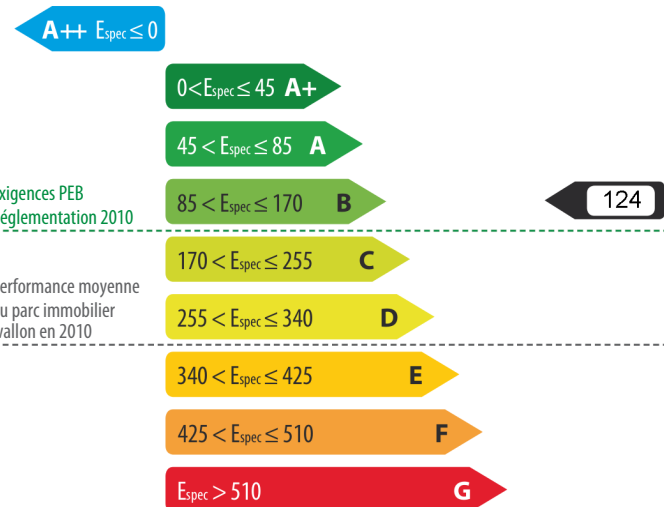 A++ Espec ≤ 0
0<Espec ≤ 45 A+
45 < Espec ≤ 85 A
xigences PEB
églementation 2010
85 < Espec ≤ 170 B
124
170 < Espec ≤ 255 C
erformance moyenne
u parc immobilier
vallon en 2010
255 < Espec ≤ 340 D
340 < Espec ≤ 425 E
425 < Espec ≤ 510 F
Espec > 510 G